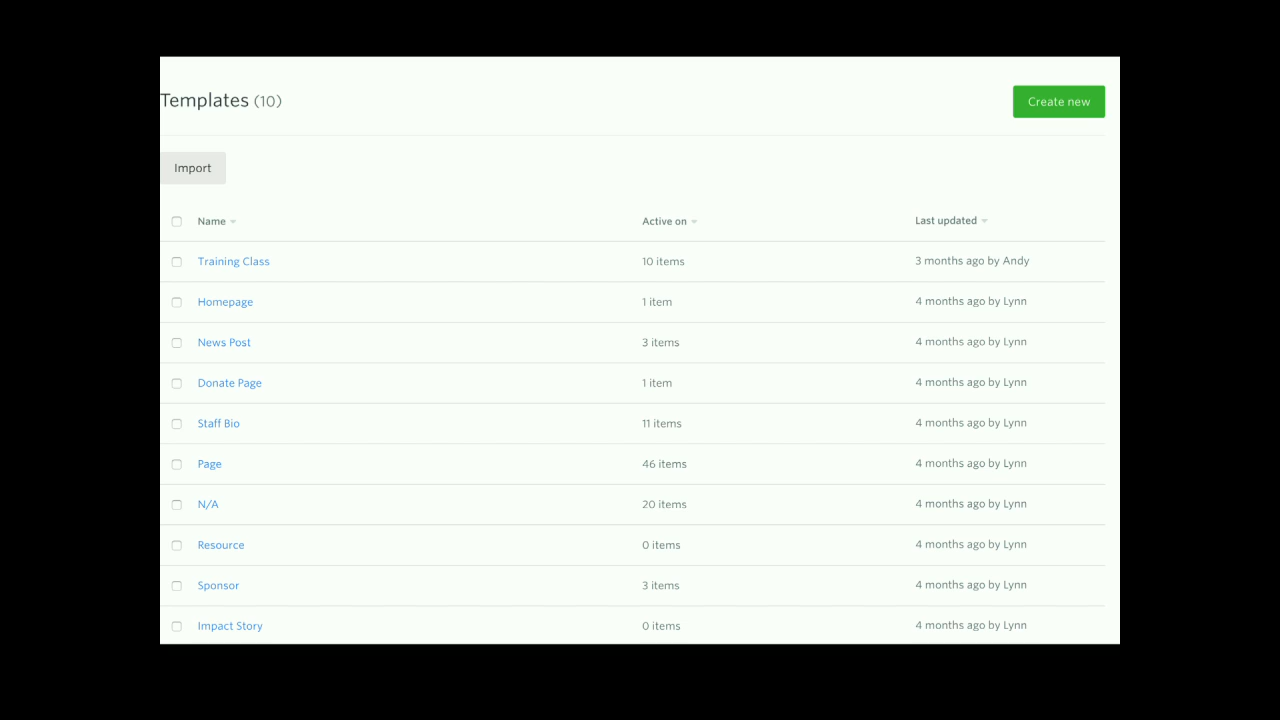 Templates (10)
Create new
Import
Name Active on Last updated
Training Class 10 items 3 months ago by Andy
Homepage 1 item 4 months ago by Lynn
News Post 3 items 4 months ago by Lynn
Donate Page 1 item 4 months ago by Lynn
Staff Bio 11 items 4 months ago by Lynn
Page 46 items 4 months ago by Lynn
N/A 20 items 4 months ago by Lynn
Resource 0 items 4 months ago by Lynn
Sponsor 3 items 4 months ago by Lynn
Impact Story 0 items 4 months ago by Lynn